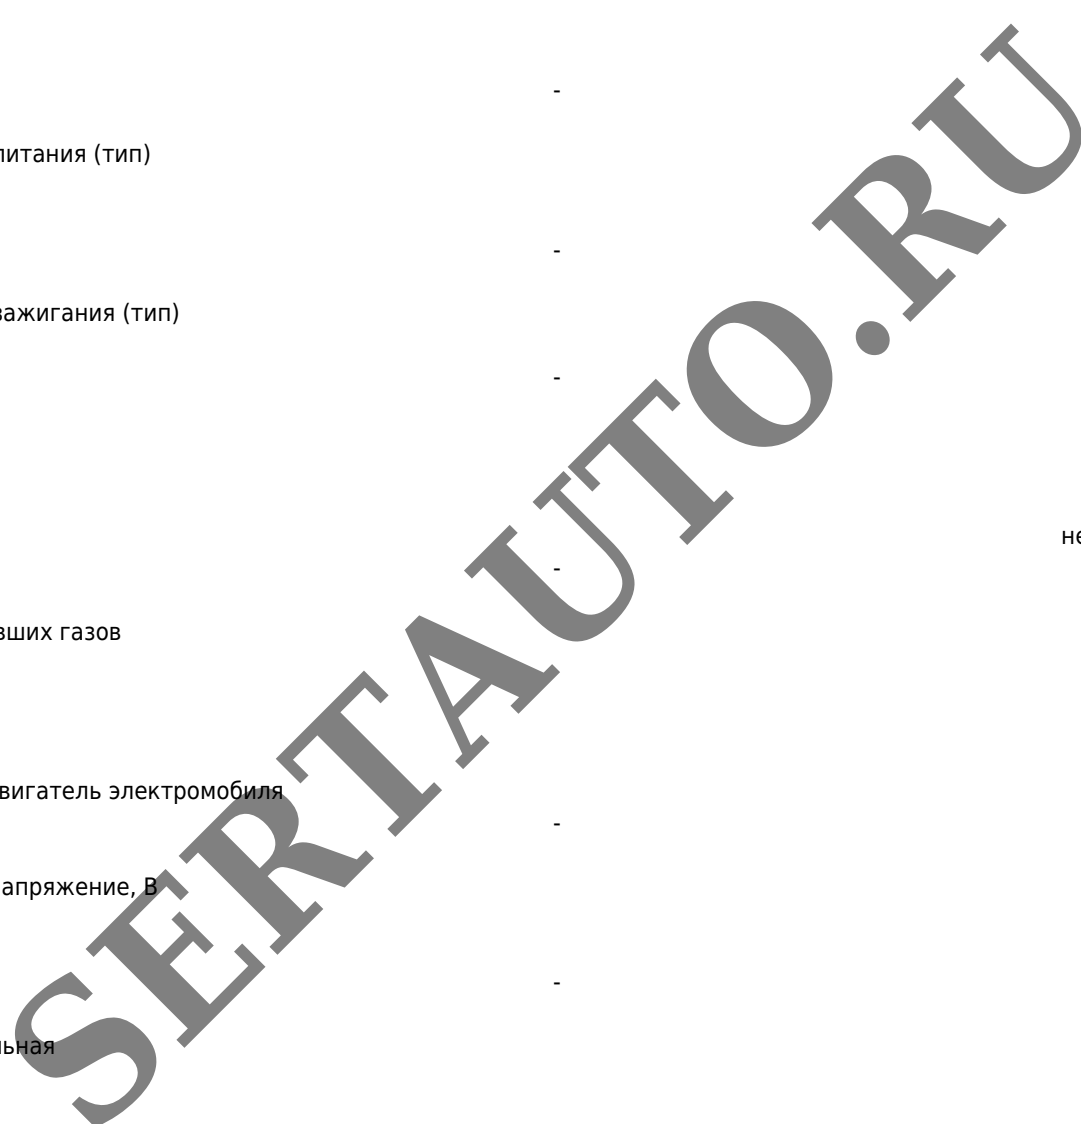 -
питания (тип)
-
зажигания (тип)
-
не
-
вших газов
вигатель электромобиля
-
апряжение, В
-
ьная
SERTAUTO.RU